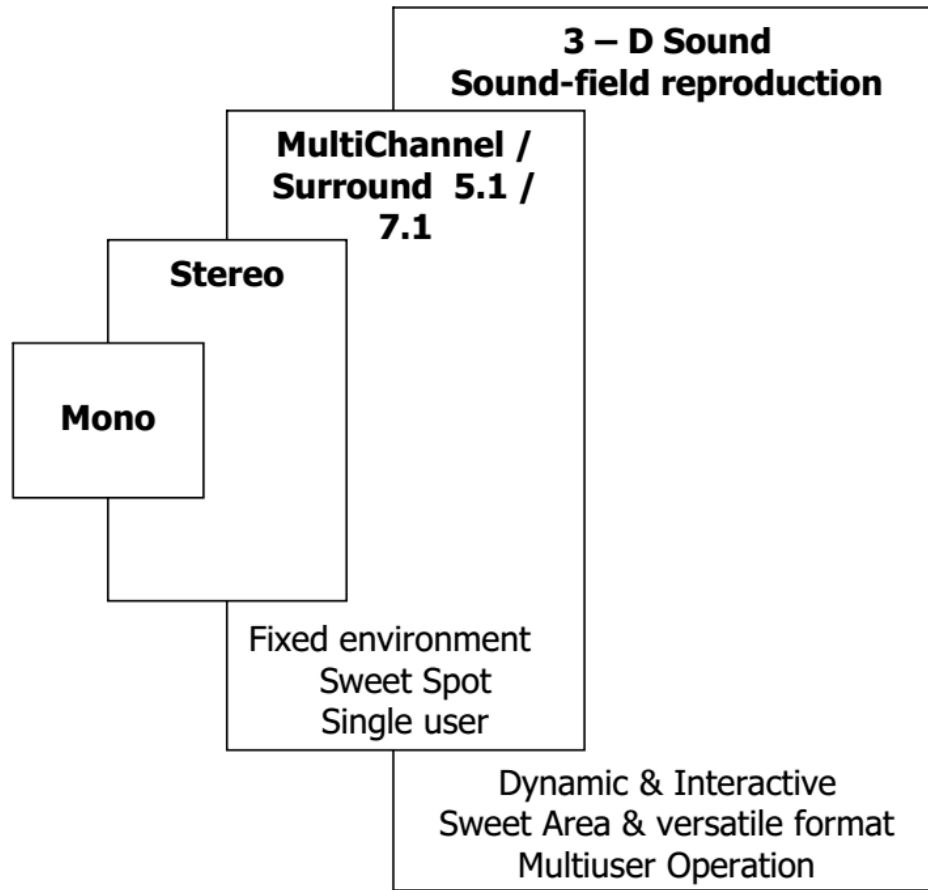 3 – D Sound
Sound-field reproduction
MultiChannel /
Surround 5.1 /
7.1
Stereo
Mono
Fixed environment
Sweet Spot
Single user
Dynamic & Interactive
Sweet Area & versatile format
Multiuser Operation